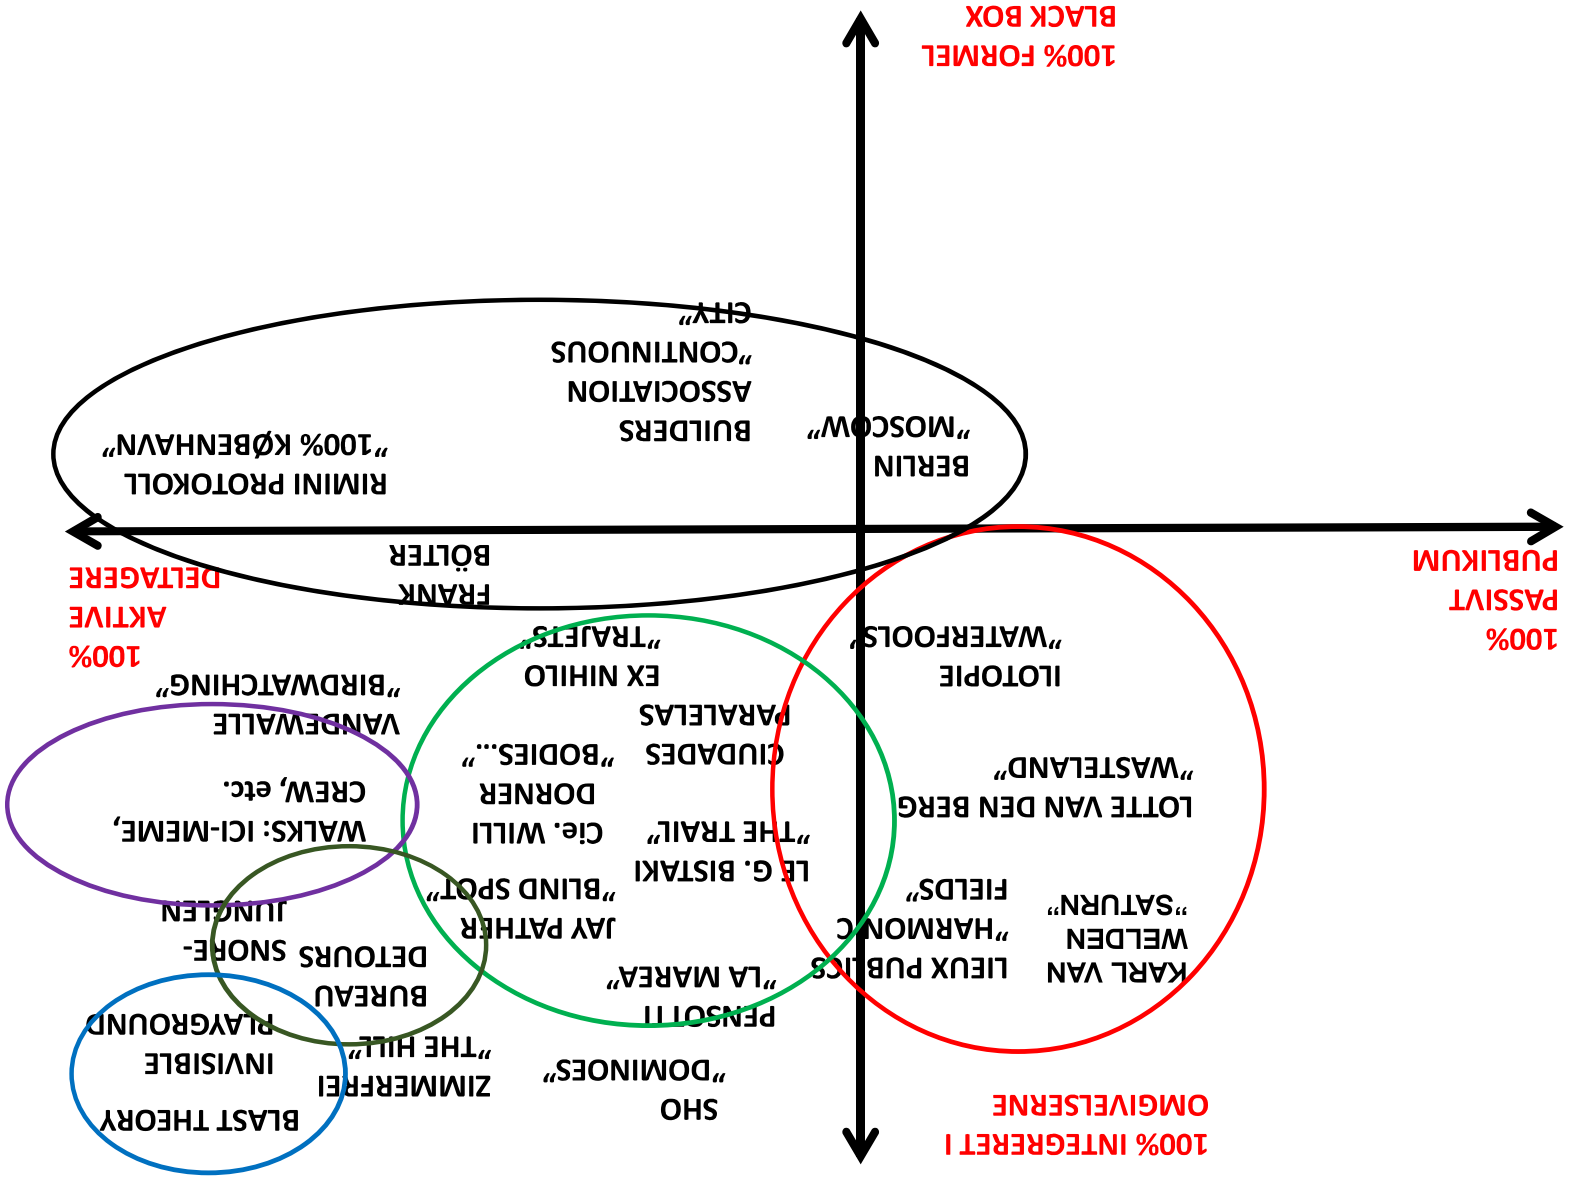 100% INTEGRERET I
OMGIVELSERNE
SHO
”DOMINOES”
BLAST THEORY
ZIMMERFREI
”THE HILL”
INVISIBLE
PLAYGROUND
PENSOTTI
”LA MAREA”
BUREAU
DETOURS
KARL VAN
WELDEN
”SATURN”
LIEUX PUBLICS
”HARMONIC
FIELDS”
JAY PATHER
”BLIND SPOT”
SNORE-
JUNGLEN
LE G. BISTAKI
”THE TRAIL”
Cie. WILLI
DORNER
”BODIES...”
WALKS: ICI-MEME,
CREW, etc.
LOTTE VAN DEN BERG
”WASTELAND”
CIUDADES
PARALELAS
VANDEWALLE
”BIRDWATCHING”
ILOTOPIE
”WATERFOOLS”
EX NIHILO
”TRAJETS”
100%
PASSIVT
PUBLIKUM
FRANK
BÖLTER
100%
AKTIVE
DELTAGERE
BERLIN
”MOSCOW”
BUILDERS
ASSOCIATION
”CONTINUOUS
CITY”
RIMINI PROTOKOLL
”100% KØBENHAVN”
100% FORMEL
BLACK BOX